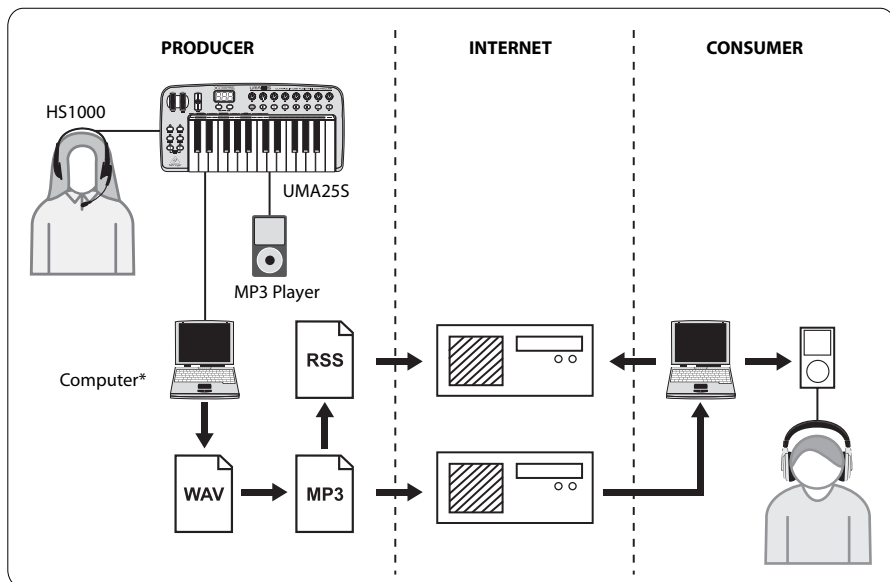 PRODUCER
INTERNET
CONSUMER
HS1000
UMA25S
MP3 Player
Computer*
RSS
WAV
MP3